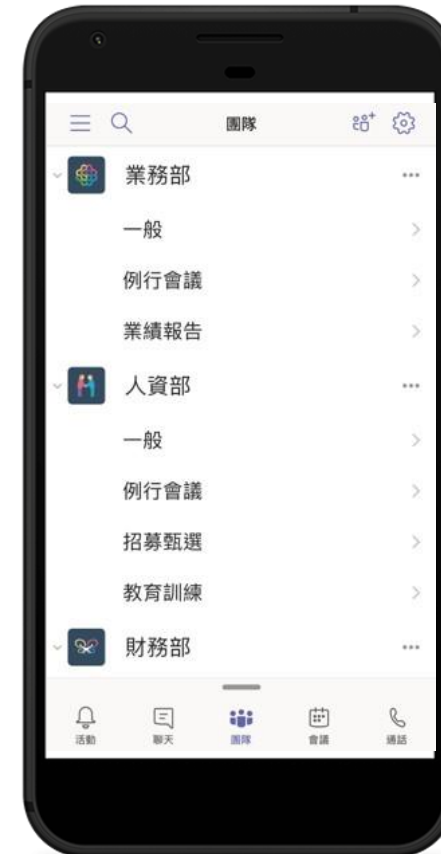 團隊
業務部
一般
例行會議
業績報告
人資部
一般
例行會議
招募甄選
教育訓練
財務部
活動 聊天 團隊 會議 通話